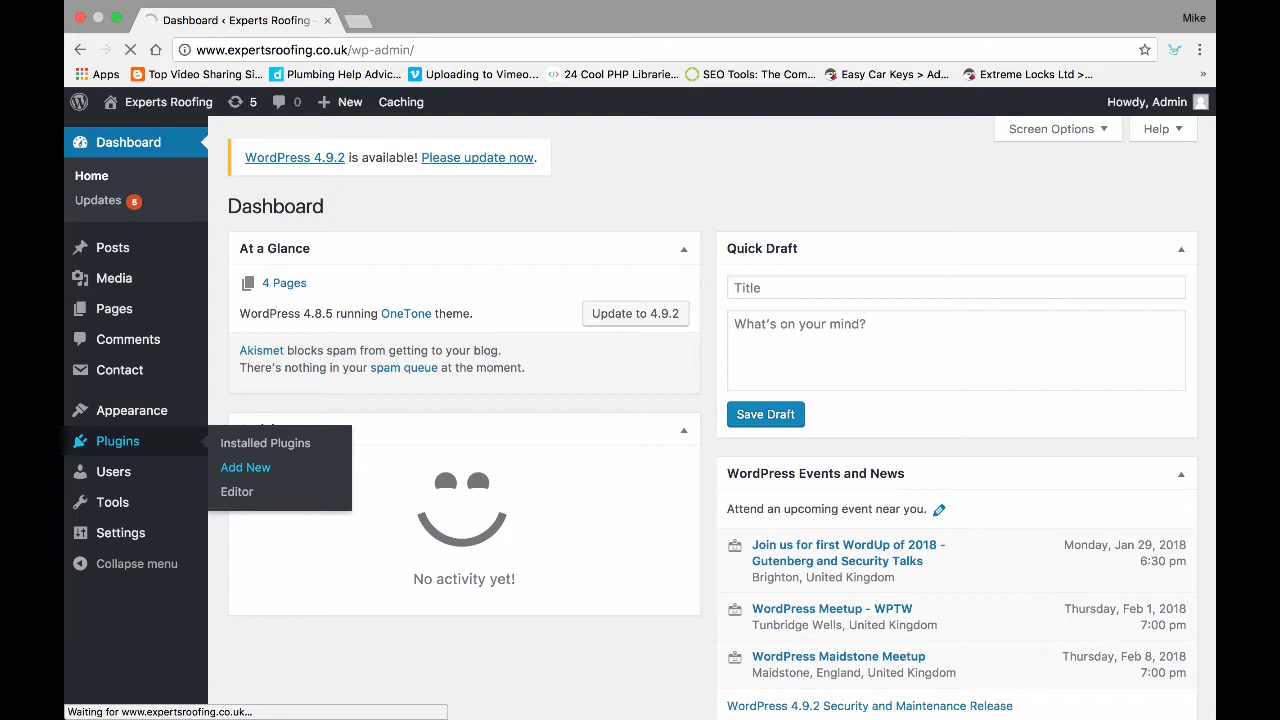 Dashboard ‹ Experts Roofing –
Mike
www.expertsroofing.co.uk/wp-admin/
Apps
Top Video Sharing Si...
Plumbing Help Advic...
Uploading to Vimeo...
24 Cool PHP Librarie...
SEO Tools: The Com...
Easy Car Keys > Ad...
Extreme Locks Ltd >...
»
Experts Roofing
5
0
New
Caching
Howdy, Admin
Dashboard
Home
Updates 5
Posts
Media
Pages
Comments
Contact
Appearance
Plugins
Users
Tools
Settings
Collapse menu
Installed Plugins
Add New
Editor
Screen Options
Help
WordPress 4.9.2 is available! Please update now.
Dashboard
At a Glance
4 Pages
WordPress 4.8.5 running OneTone theme.
Update to 4.9.2
Akismet blocks spam from getting to your blog.
There's nothing in your spam queue at the moment.
No activity yet!
Quick Draft
Title
What's on your mind?
Save Draft
WordPress Events and News
Attend an upcoming event near you.
Join us for first WordUp of 2018 -
Gutenberg and Security Talks
Brighton, United Kingdom
Monday, Jan 29, 2018
6:30 pm
WordPress Meetup - WPTW
Tunbridge Wells, United Kingdom
Thursday, Feb 1, 2018
7:00 pm
WordPress Maidstone Meetup
Maidstone, England, United Kingdom
Thursday, Feb 8, 2018
7:00 pm
WordPress 4.9.2 Security and Maintenance Release
Waiting for www.expertsroofing.co.uk...